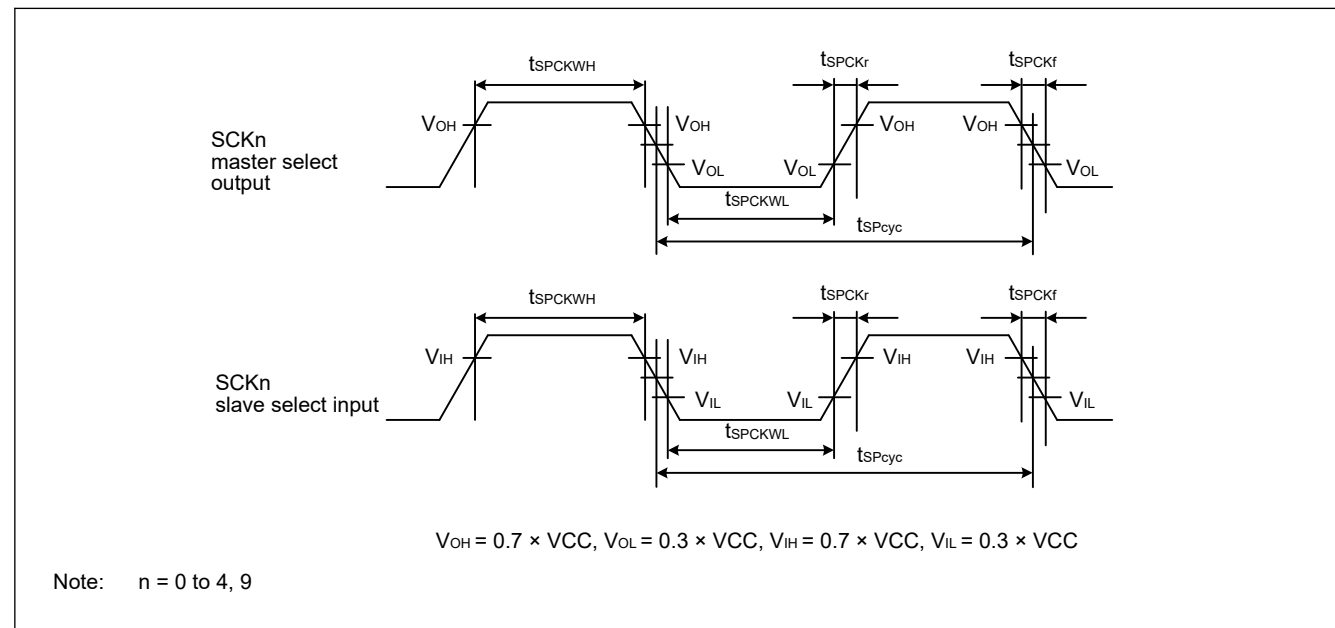 tSPCKWH
tSPCKr
tSPCKf
VOH
VOH
VOH
VOH
SCKn
master select
output
VOL
VOL
VOL
tSPCKWL
tSPcyc
tSPCKWH
tSPCKr
tSPCKf
VIH
VIH
VIH
VIH
SCKn
slave select input
VIL
VIL
VIL
tSPCKWL
tSPcyc
VOH = 0.7 × VCC, VOL = 0.3 × VCC, VIH = 0.7 × VCC, VIL = 0.3 × VCC
Note: n = 0 to 4, 9